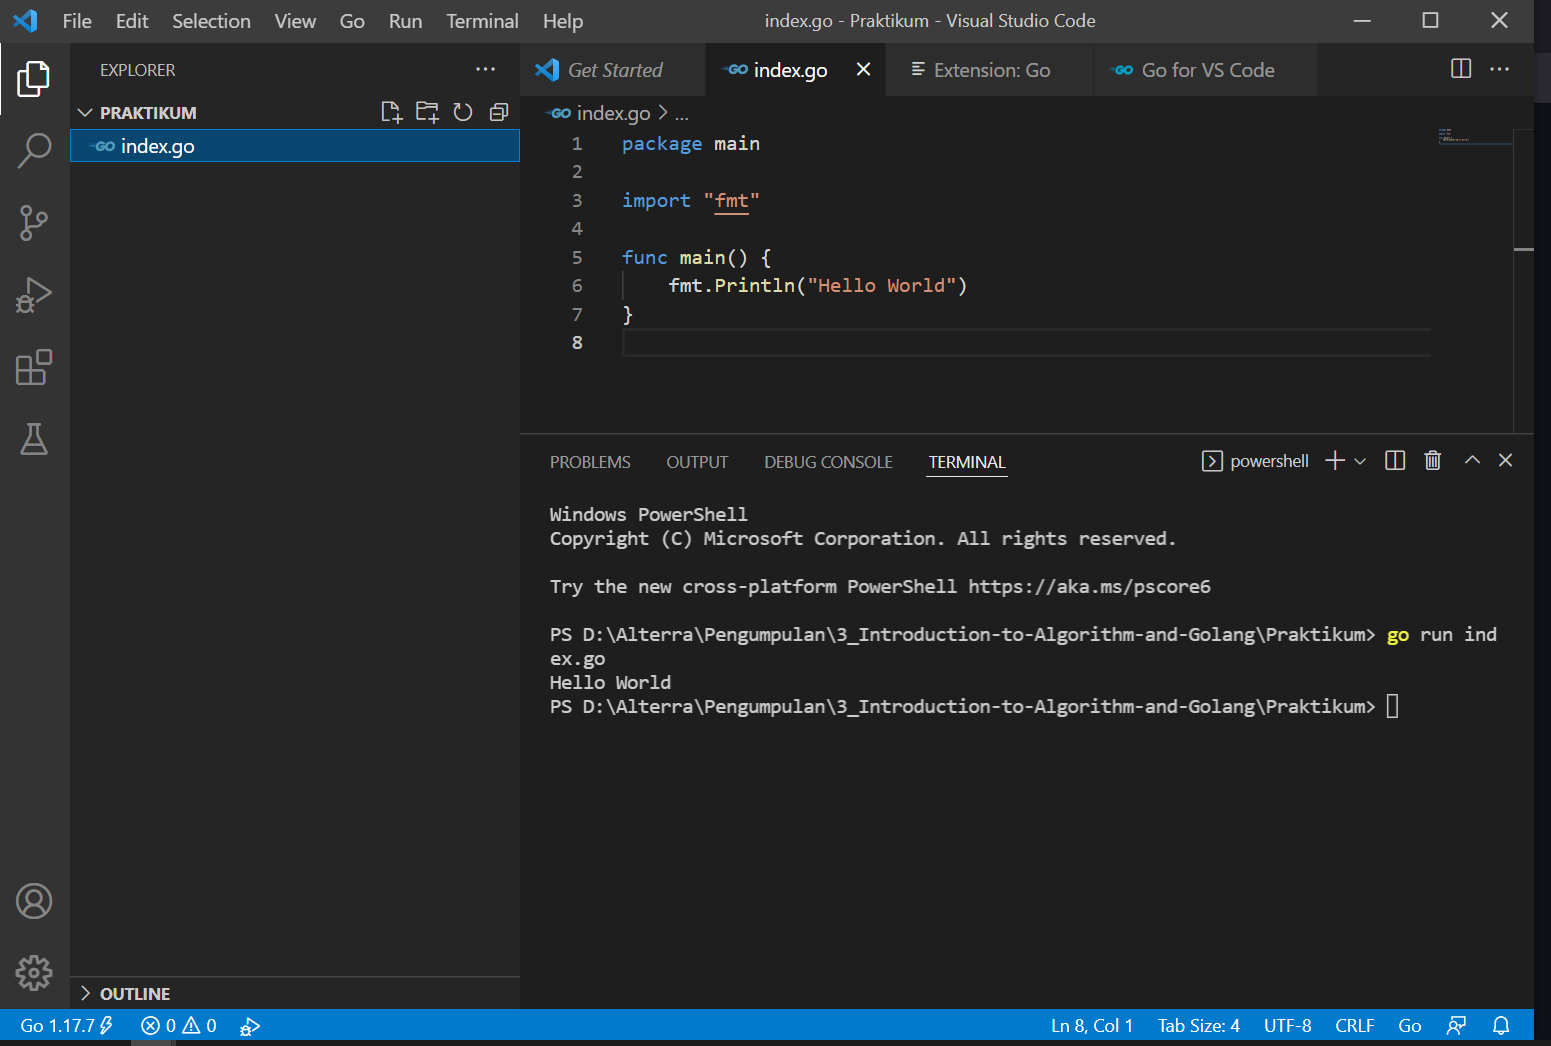 File Edit Selection View Go Run Terminal Help index.go - Praktikum - Visual Studio Code
EXPLORER
PRAKTIKUM
GO index.go
OUTLINE
Get Started GO index.go Extension: Go GO Go for VS Code
GO index.go > ...
1 package main
2
3 import "fmt"
4
5 func main() {
6 fmt.Println("Hello World")
7 }
8
PROBLEMS OUTPUT DEBUG CONSOLE TERMINAL powershell
Windows PowerShell
Copyright (C) Microsoft Corporation. All rights reserved.
Try the new cross-platform PowerShell https://aka.ms/pscore6
PS D:\Alterra\Pengumpulan\3_Introduction-to-Algorithm-and-Golang\Praktikum> go run ind
ex.go
Hello World
PS D:\Alterra\Pengumpulan\3_Introduction-to-Algorithm-and-Golang\Praktikum>
Go 1.17.7 0 0 Ln 8, Col 1 Tab Size: 4 UTF-8 CRLF Go